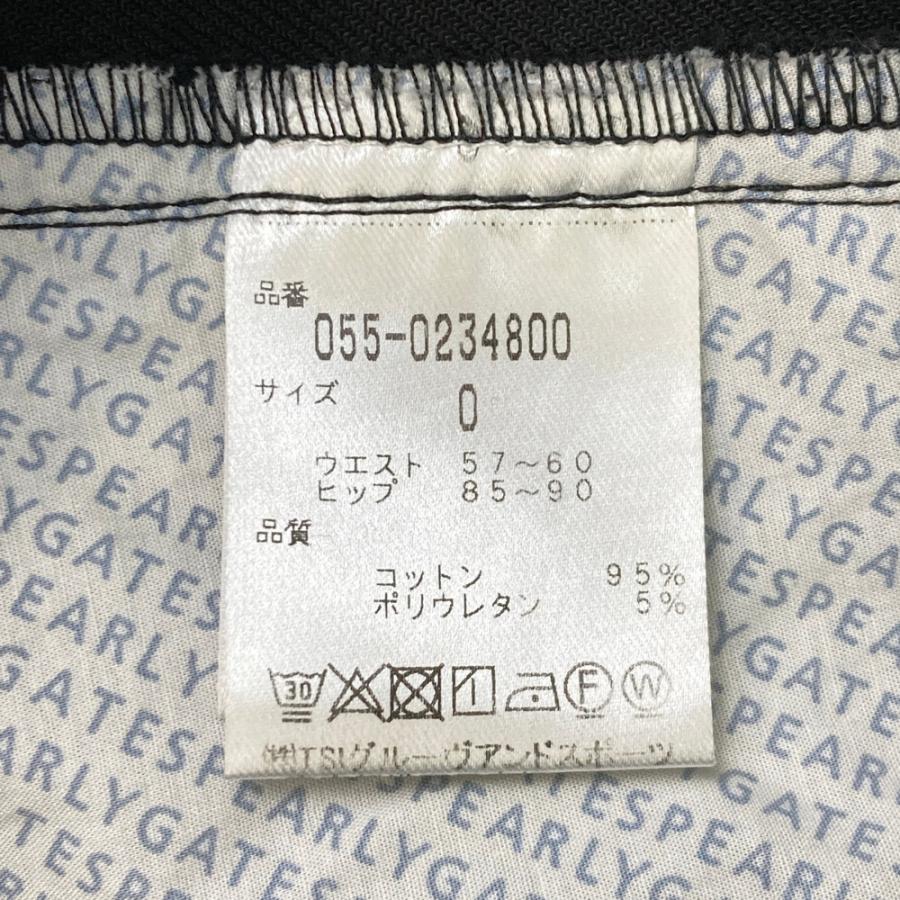 品番
055-0234800
サイズ
0
ウエスト 57～60
ヒップ 85～90
品質
コットン 95%
ポリウレタン 5%
30 F W
㈱TSIグルーヴアンドスポーツ
PEARLYGATES